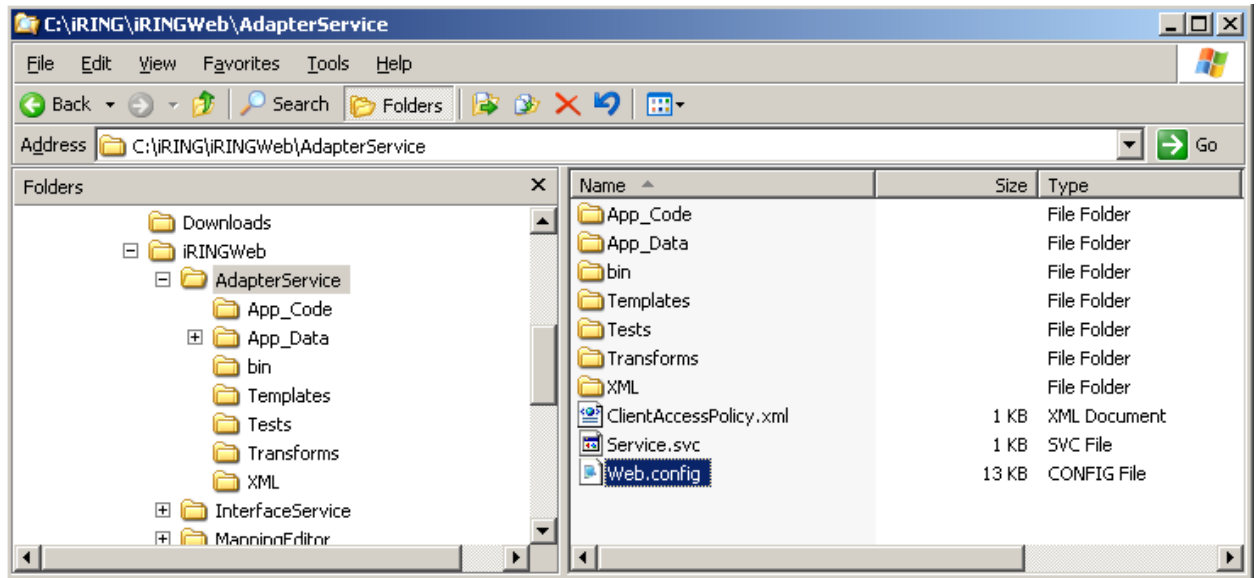 C:\iRING\iRINGWeb\AdapterService
File Edit View Favorites Tools Help
Back Search Folders
Address C:\iRING\iRINGWeb\AdapterService Go
Folders
Downloads
iRINGWeb
AdapterService
App_Code
App_Data
bin
Templates
Tests
Transforms
XML
InterfaceService
MappingEditor
Name Size Type
App_Code File Folder
App_Data File Folder
bin File Folder
Templates File Folder
Tests File Folder
Transforms File Folder
XML File Folder
ClientAccessPolicy.xml 1 KB XML Document
Service.svc 1 KB SVC File
Web.config 13 KB CONFIG File